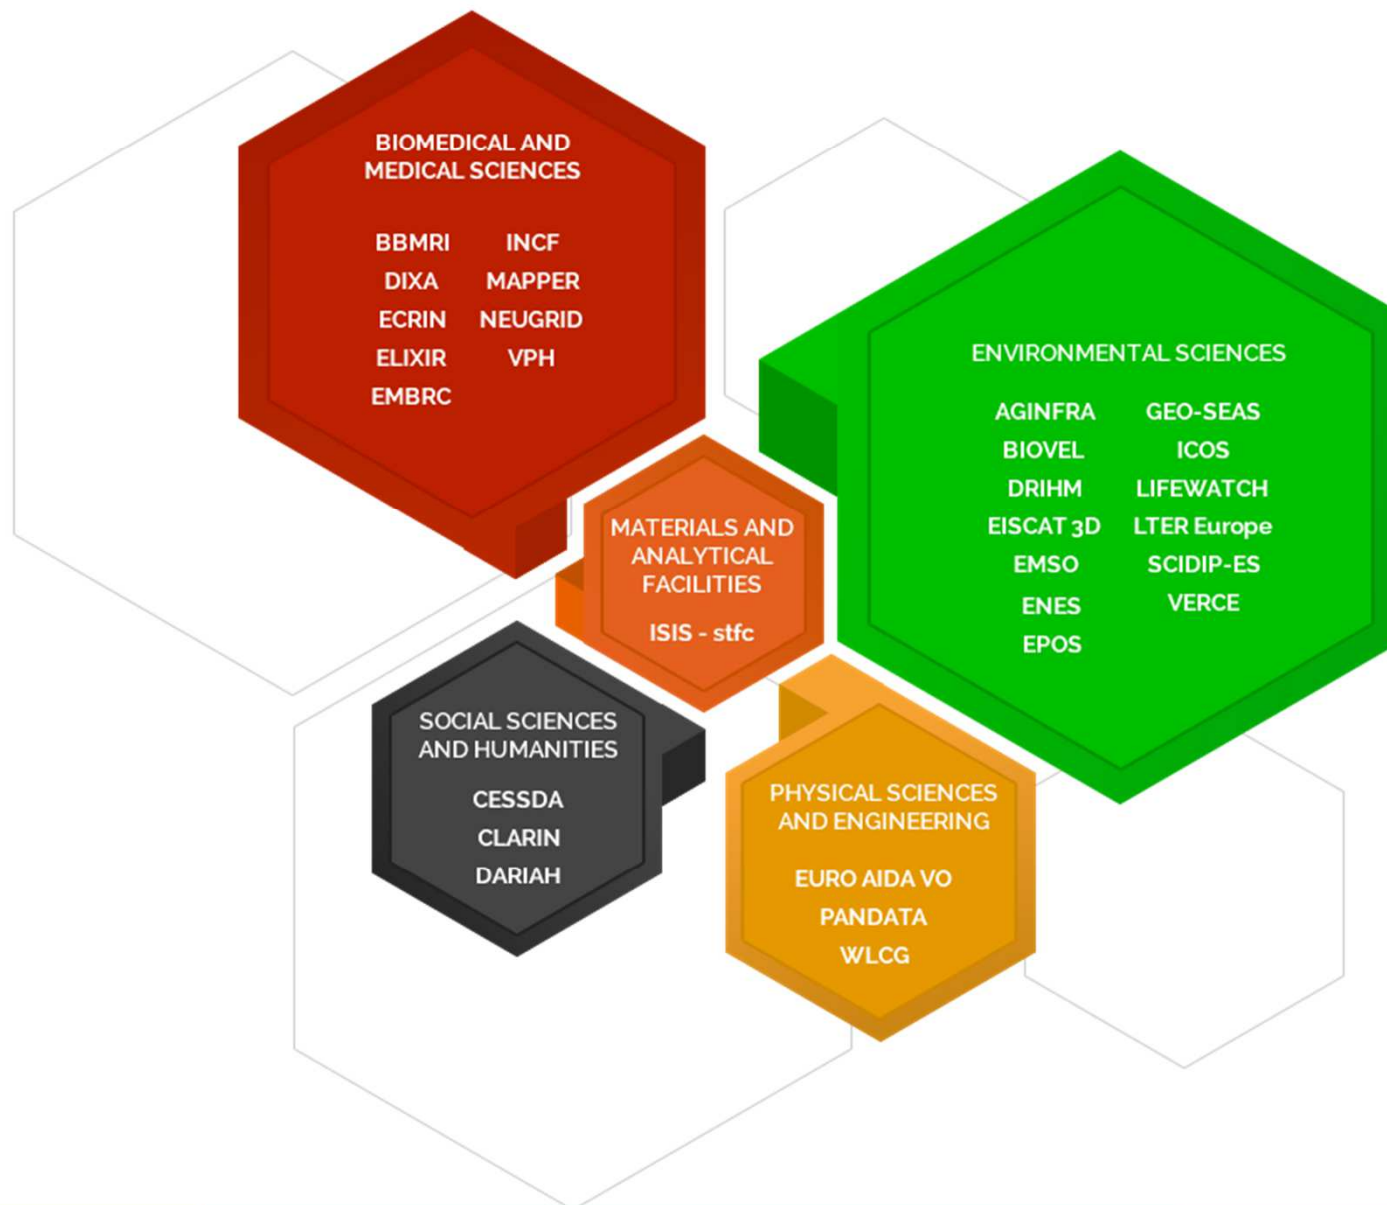 BIOMEDICAL AND
MEDICAL SCIENCES
BBMRI INCF
DIXA MAPPER
ECRIN NEUGRID
ELIXIR VPH
EMBRC
ENVIRONMENTAL SCIENCES
AGINFRA GEO-SEAS
BIOVEL ICOS
DRIHM LIFEWATCH
EISCAT 3D LTER Europe
EMSO SCIDIP-ES
ENES VERCE
EPOS
MATERIALS AND
ANALYTICAL
FACILITIES
ISIS - stfc
SOCIAL SCIENCES
AND HUMANITIES
CESSDA
CLARIN
DARIAH
PHYSICAL SCIENCES
AND ENGINEERING
EURO AIDA VO
PANDATA
WLCG